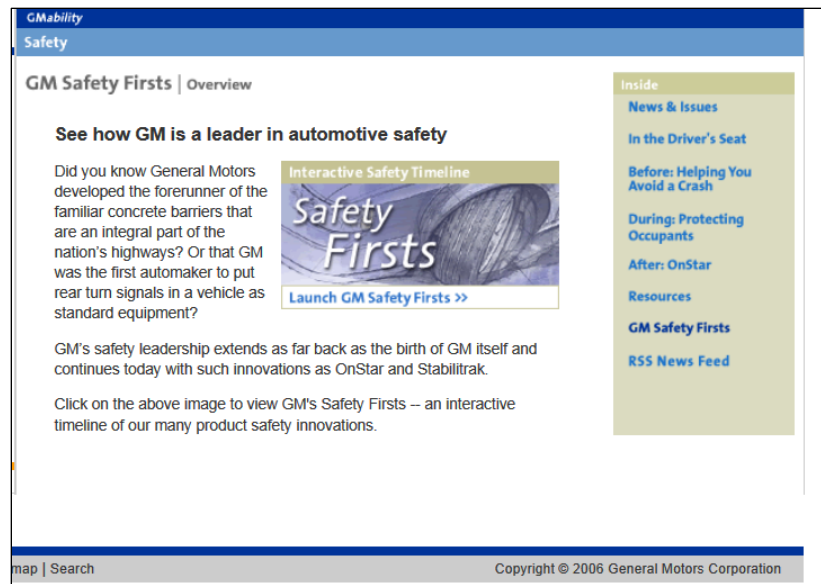 GMability
Safety
GM Safety Firsts | Overview
See how GM is a leader in automotive safety
Did you know General Motors
developed the forerunner of the
familiar concrete barriers that
are an integral part of the
nation's highways? Or that GM
was the first automaker to put
rear turn signals in a vehicle as
standard equipment?
Interactive Safety Timeline
Safety
Firsts
Launch GM Safety Firsts >>
GM's safety leadership extends as far back as the birth of GM itself and
continues today with such innovations as OnStar and Stabilitrak.
Click on the above image to view GM's Safety Firsts -- an interactive
timeline of our many product safety innovations.
Inside
News & Issues
In the Driver's Seat
Before: Helping You
Avoid a Crash
During: Protecting
Occupants
After: OnStar
Resources
GM Safety Firsts
RSS News Feed
map | Search
Copyright © 2006 General Motors Corporation